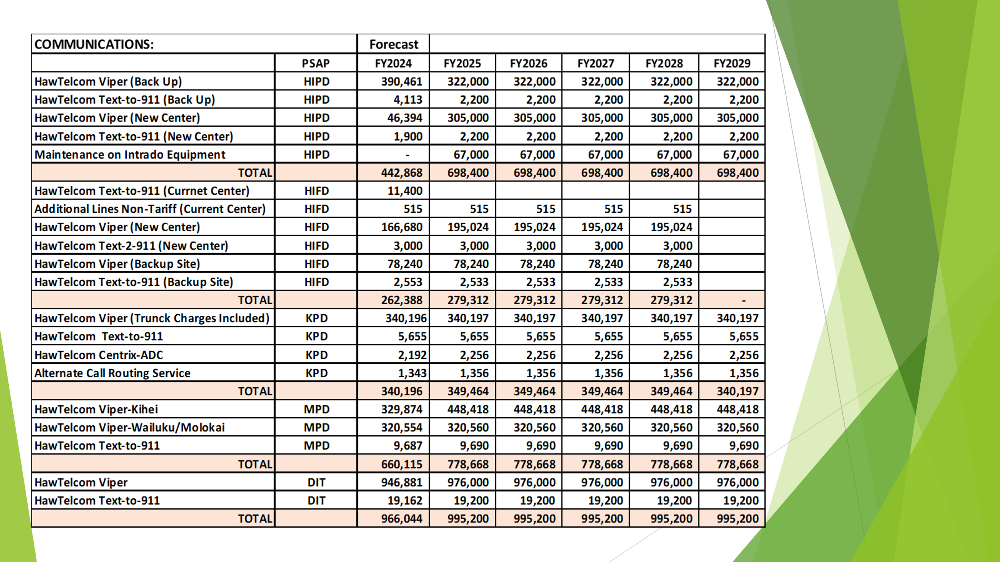 COMMUNICATIONS: Forecast
PSAP FY2024 FY2025 FY2026 FY2027 FY2028 FY2029
HawTelcom Viper (Back Up) HIPD 390,461 322,000 322,000 322,000 322,000 322,000
HawTelcom Text-to-911 (Back Up) HIPD 4,113 2,200 2,200 2,200 2,200 2,200
HawTelcom Viper (New Center) HIPD 46,394 305,000 305,000 305,000 305,000 305,000
HawTelcom Text-to-911 (New Center) HIPD 1,900 2,200 2,200 2,200 2,200 2,200
Maintenance on Intrado Equipment HIPD - 67,000 67,000 67,000 67,000 67,000
TOTAL 442,868 698,400 698,400 698,400 698,400 698,400
HawTelcom Text-to-911 (Currnet Center) HIFD 11,400
Additional Lines Non-Tariff (Current Center) HIFD 515 515 515 515 515
HawTelcom Viper (New Center) HIFD 166,680 195,024 195,024 195,024 195,024
HawTelcom Text-2-911 (New Center) HIFD 3,000 3,000 3,000 3,000 3,000
HawTelcom Viper (Backup Site) HIFD 78,240 78,240 78,240 78,240 78,240
HawTelcom Text-to-911 (Backup Site) HIFD 2,553 2,533 2,533 2,533 2,533
TOTAL 262,388 279,312 279,312 279,312 279,312 -
HawTelcom Viper (Trunck Charges Included) KPD 340,196 340,197 340,197 340,197 340,197 340,197
HawTelcom Text-to-911 KPD 5,655 5,655 5,655 5,655 5,655 5,655
HawTelcom Centrix-ADC KPD 2,192 2,256 2,256 2,256 2,256 2,256
Alternate Call Routing Service KPD 1,343 1,356 1,356 1,356 1,356 1,356
TOTAL 340,196 349,464 349,464 349,464 349,464 340,197
HawTelcom Viper-Kihei MPD 329,874 448,418 448,418 448,418 448,418 448,418
HawTelcom Viper-Wailuku/Molokai MPD 320,554 320,560 320,560 320,560 320,560 320,560
HawTelcom Text-to-911 MPD 9,687 9,690 9,690 9,690 9,690 9,690
TOTAL 660,115 778,668 778,668 778,668 778,668 778,668
HawTelcom Viper DIT 946,881 976,000 976,000 976,000 976,000 976,000
HawTelcom Text-to-911 DIT 19,162 19,200 19,200 19,200 19,200 19,200
TOTAL 966,044 995,200 995,200 995,200 995,200 995,200